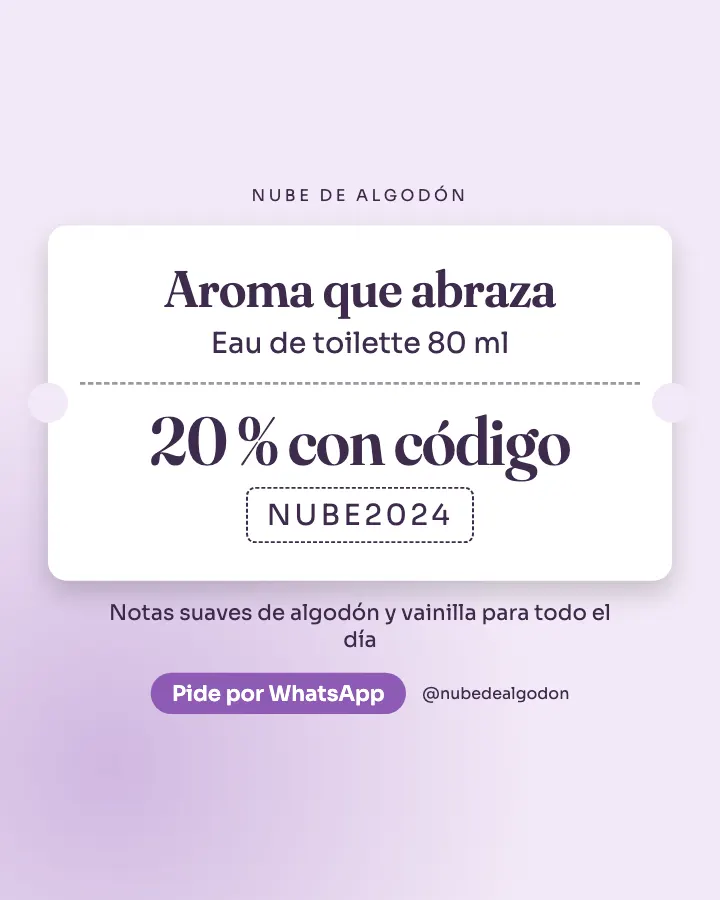 NUBE DE ALGODÓN
Aroma que abraza
Eau de toilette 80 ml
20 % con código
NUBE2024
Notas suaves de algodón y vainilla para todo el
día
Pide por WhatsApp
@nubedealgodon